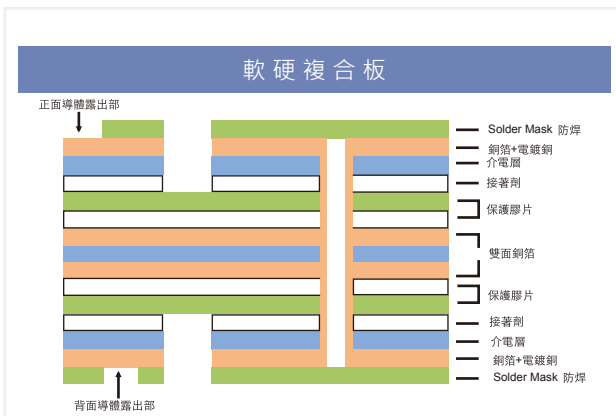 軟硬複合板
正面導體露出部
Solder Mask 防焊
銅箔+電鍍銅
介電層
接著劑
保護膠片
雙面銅箔
保護膠片
接著劑
介電層
銅箔+電鍍銅
Solder Mask 防焊
背面導體露出部